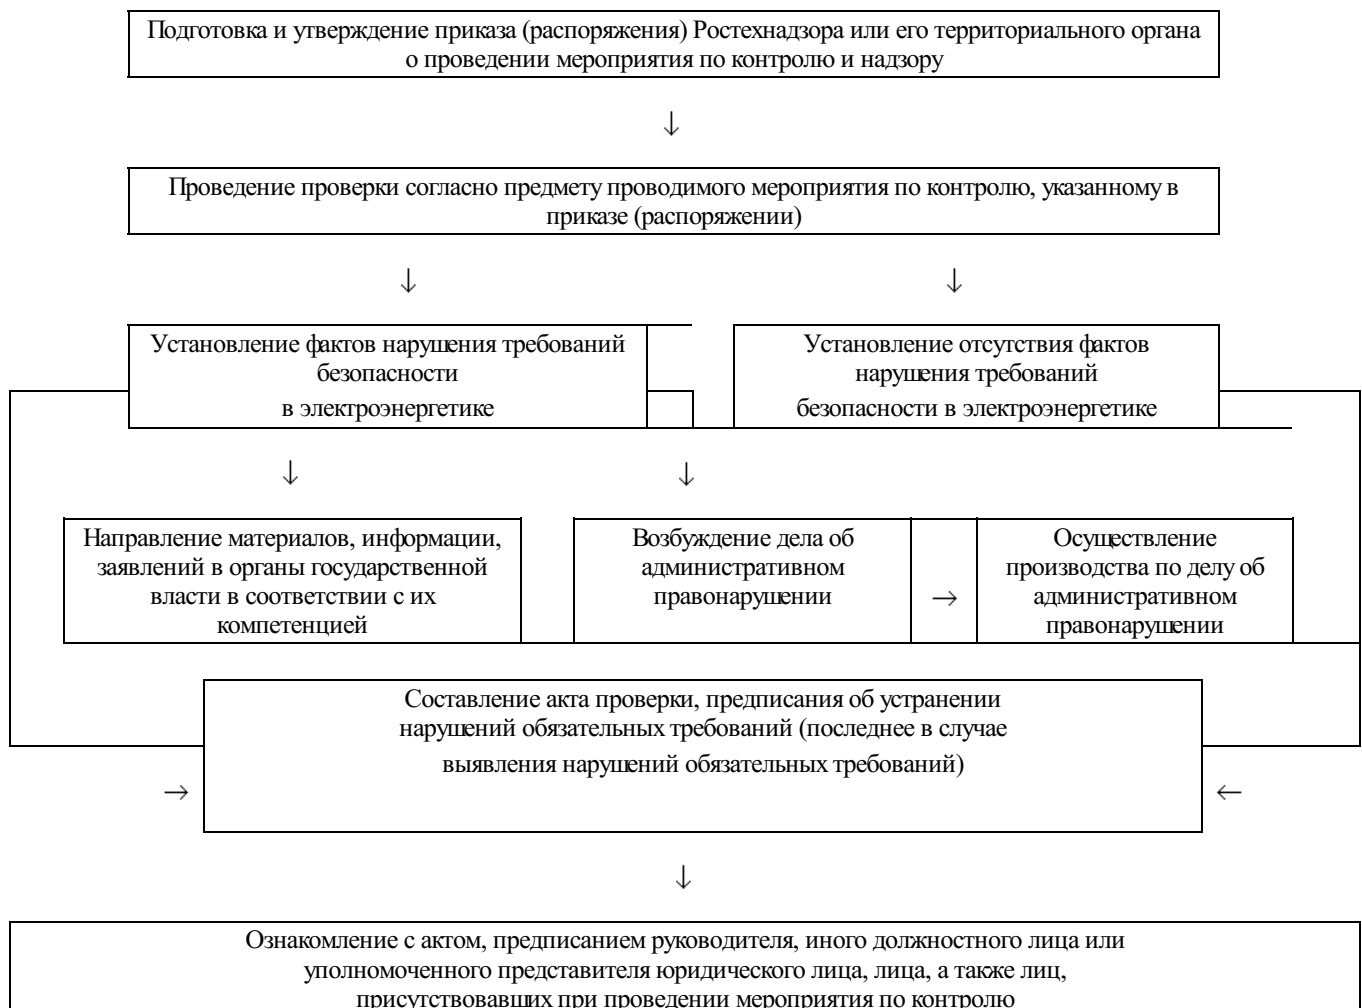 Подготовка и утверждение приказа (распоряжения) Ростехнадзора или его территориального органа
о проведении мероприятия по контролю и надзору
↓
Проведение проверки согласно предмету проводимого мероприятия по контролю, указанному в
приказе (распоряжении)
↓ ↓
Установление фактов нарушения требований
безопасности
в электроэнергетике
Установление отсутствия фактов
нарушения требований
безопасности в электроэнергетике
↓ ↓
Направление материалов, информации,
заявлений в органы государственной
власти в соответствии с их
компетенцией
Возбуждение дела об
административном
правонарушении
→
Осуществление
производства по делу об
административном
правонарушении
Составление акта проверки, предписания об устранении
нарушений обязательных требований (последнее в случае
выявления нарушений обязательных требований)
→ ←
↓
Ознакомление с актом, предписанием руководителя, иного должностного лица или
уполномоченного представителя юридического лица, лица, а также лиц,
присутствовавших при проведении мероприятия по контролю